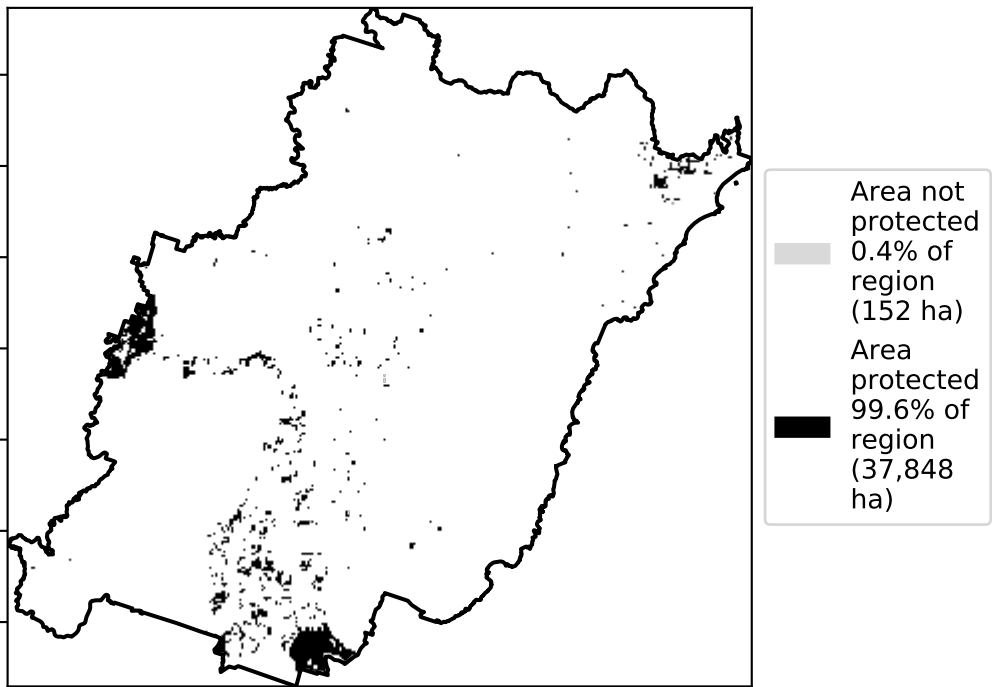 Area not
protected
0.4% of
region
(152 ha)
Area
protected
99.6% of
region
(37,848
ha)